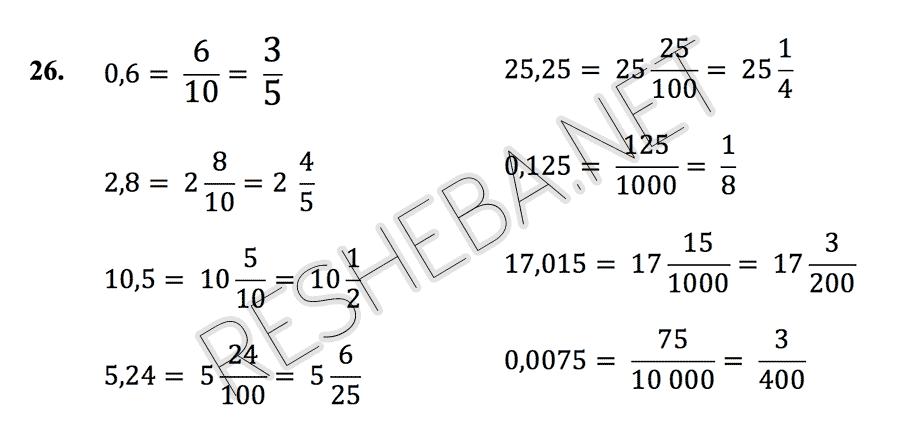 26. 0,6 = 6/10 = 3/5
2,8 = 2 8/10 = 2 4/5
10,5 = 10 5/10 = 10 1/2
5,24 = 5 24/100 = 5 6/25
25,25 = 25 25/100 = 25 1/4
0,125 = 125/1000 = 1/8
17,015 = 17 15/1000 = 17 3/200
0,0075 = 75/10 000 = 3/400
RESHEBA.NET